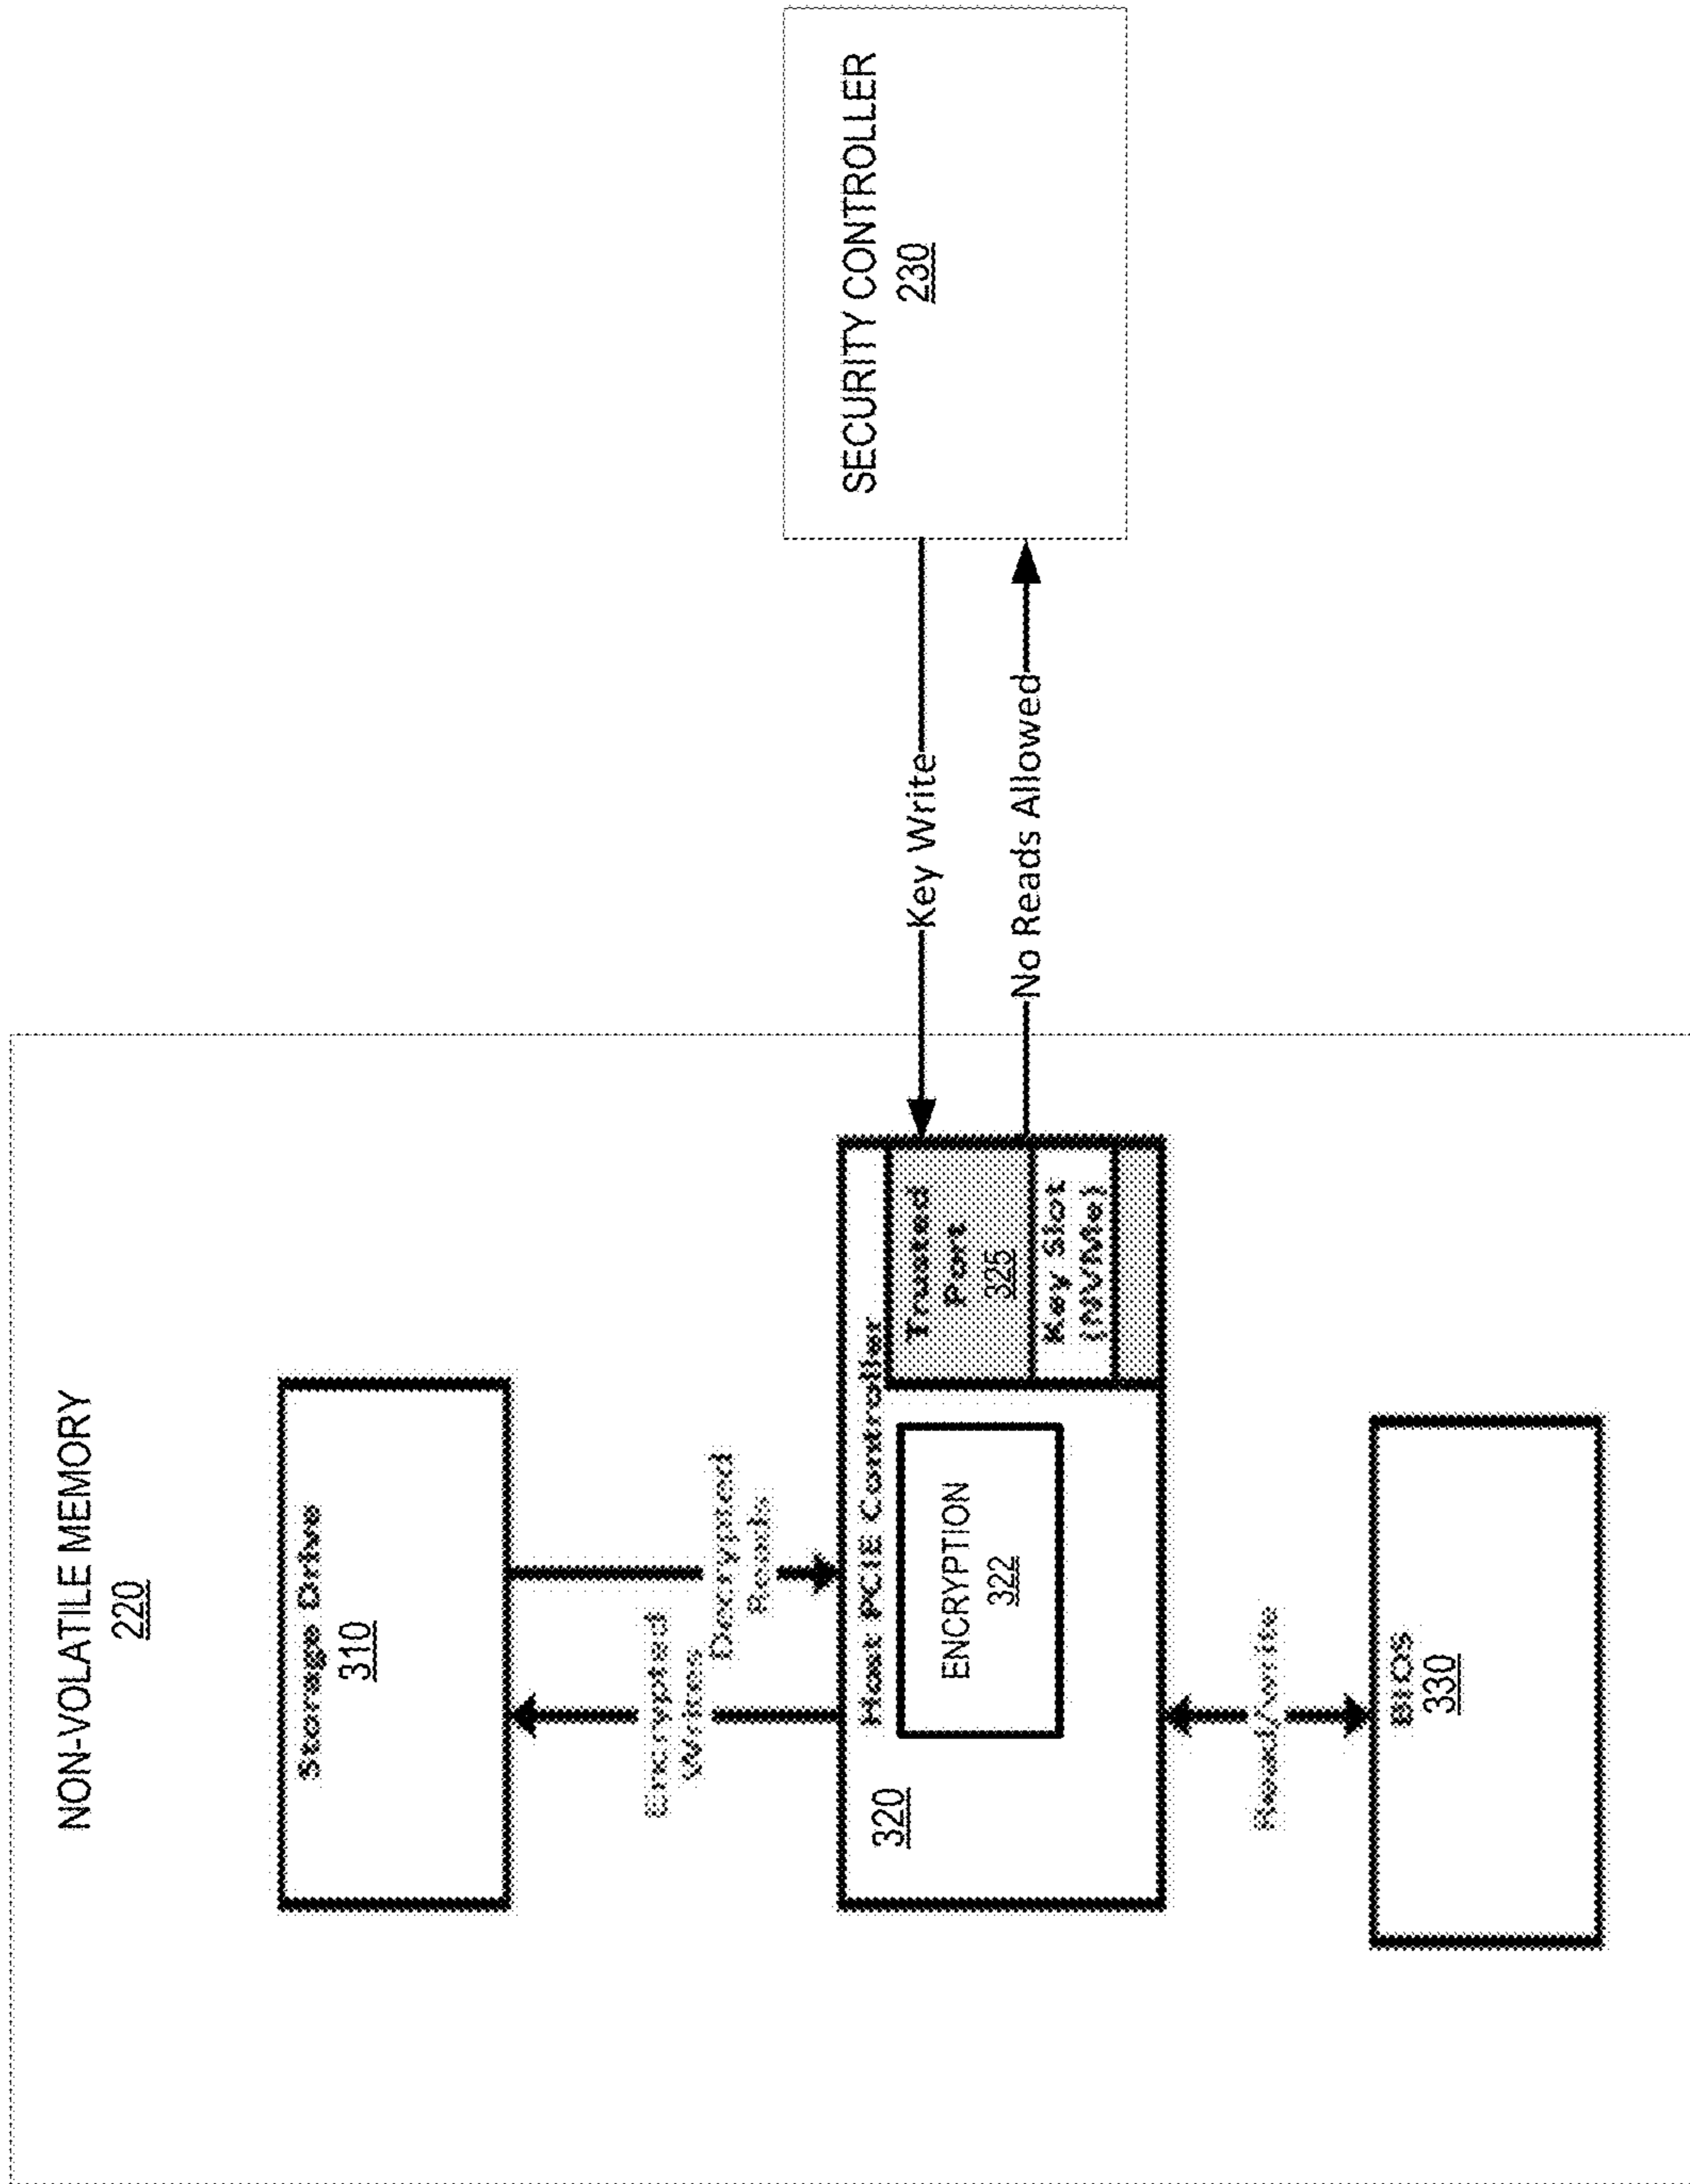 NON-VOLATILE MEMORY
220
Storage Drive
310
Encrypted
Writes
Decrypted
Reads
Host PCIE Controller
320
ENCRYPTION
322
Trusted
Port
325
Key Slot
(NVMe)
Read/write
BIOS
330
Key Write
No Reads Allowed
SECURITY CONTROLLER
230